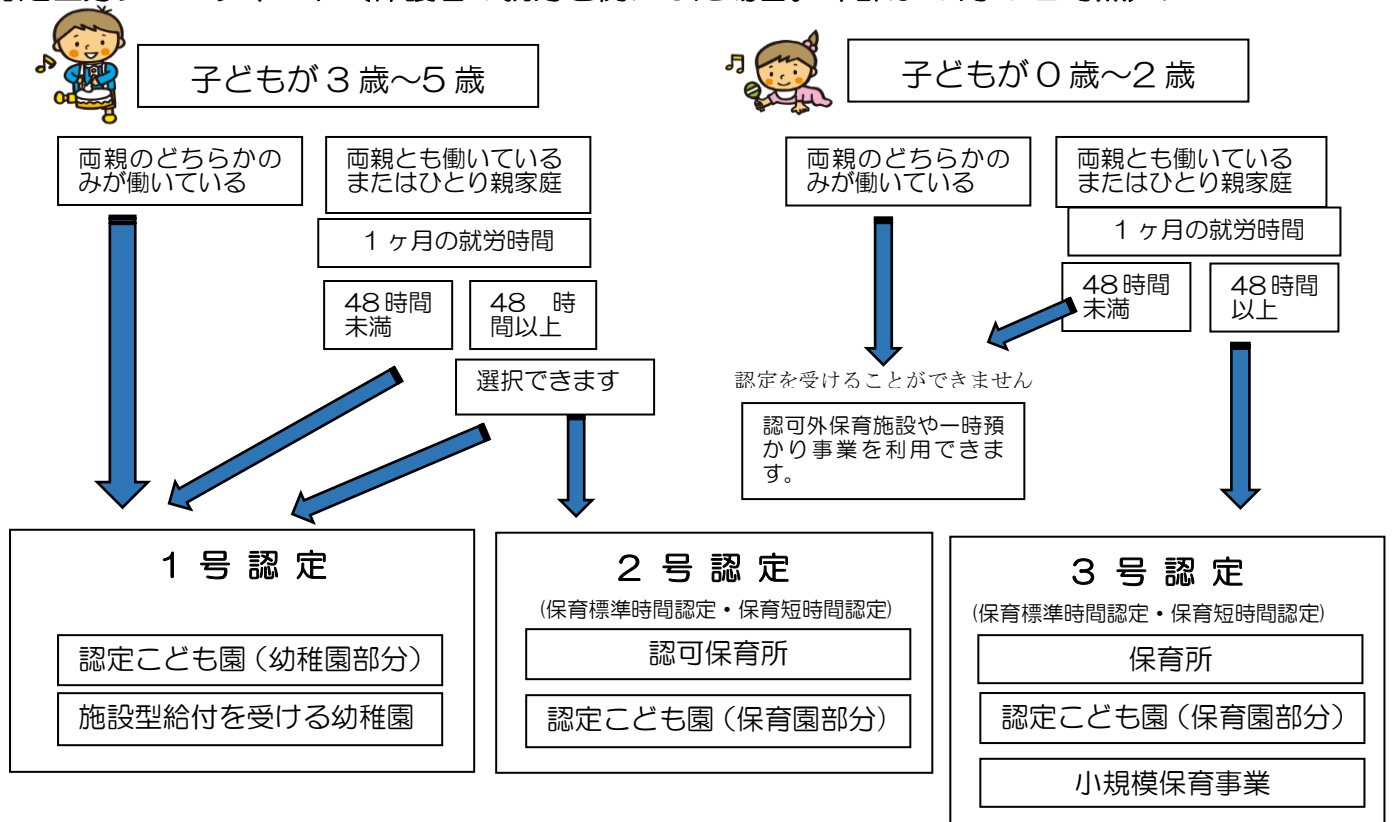 子どもが3歳～5歳
両親のどちらかの
みが働いている
両親とも働いている
またはひとり親家庭
1ヶ月の就労時間
48時間
未満
48　時
間以上
選択できます
子どもが0歳～2歳
両親のどちらかの
みが働いている
両親とも働いている
またはひとり親家庭
1ヶ月の就労時間
48時間
未満
48時間
以上
認定を受けることができません
認可外保育施設や一時預
かり事業を利用できま
す。
1号認定
認定こども園（幼稚園部分）
施設型給付を受ける幼稚園
2号認定
(保育標準時間認定・保育短時間認定)
認可保育所
認定こども園（保育園部分）
3号認定
(保育標準時間認定・保育短時間認定)
保育所
認定こども園（保育園部分）
小規模保育事業